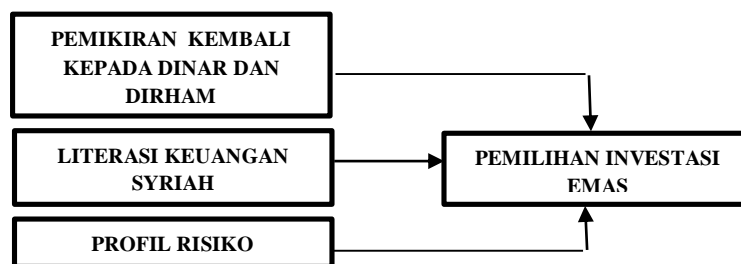 PEMIKIRAN KEMBALI
KEPADA DINAR DAN
DIRHAM
LITERASI KEUANGAN
SYRIAH
PEMILIHAN INVESTASI
EMAS
PROFIL RISIKO